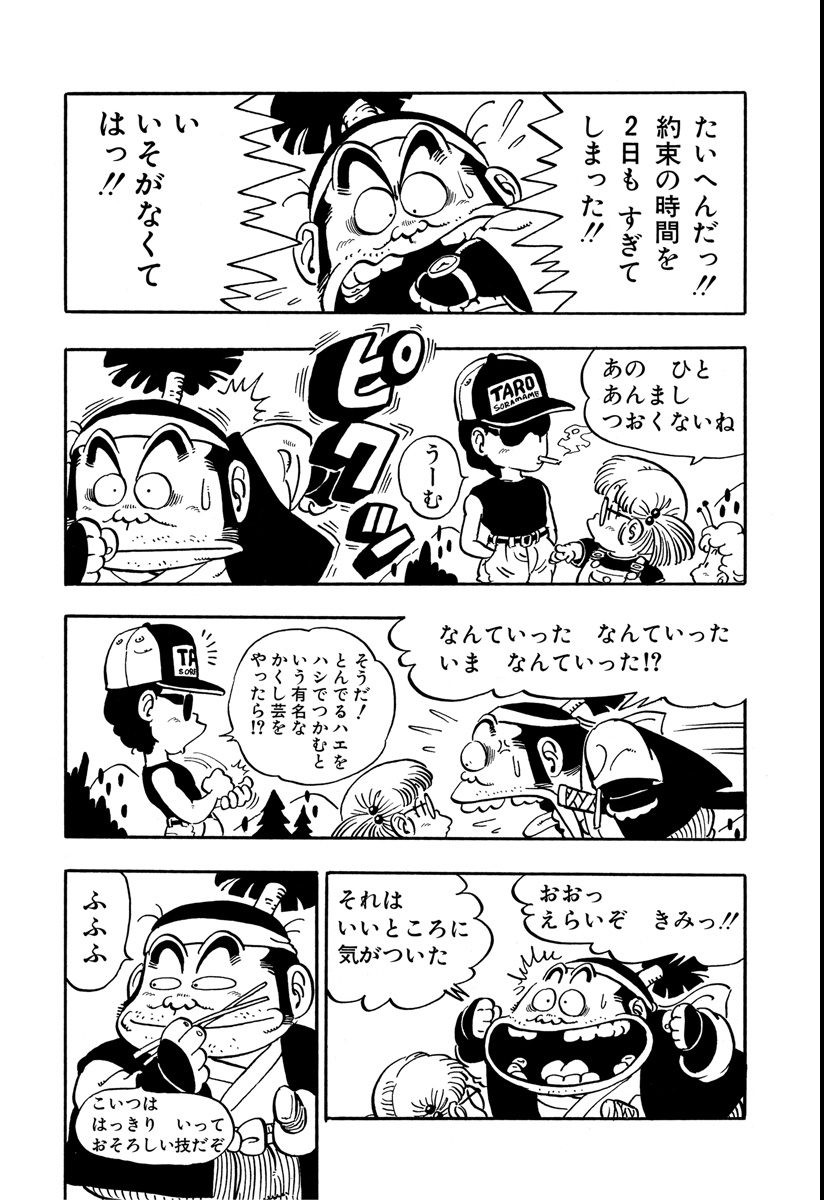 たいへんだっ!!
約束の時間を
2日も すぎて
しまった!!
い
いそがなくて
はっ!!
あの ひと
あんまし
つおくないね
TARO
SORAMAME
うーむ
ピククッ
なんていった なんていった
いま なんていった!?
そうだ!
とんでるハエを
ハシでつかむと
いう有名な
かくし芸を
やったら!?
TA
SORA
おおっ
えらいぞ きみっ!!
それは
いいところに
気がついた
ふふふ
こいつは
はっきり いって
おそろしい技だぞ